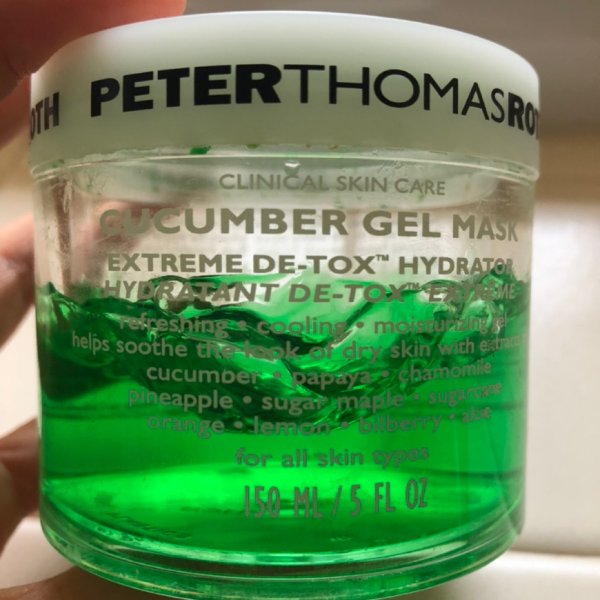 OTH PETERTHOMASRO
CLINICAL SKIN CARE
CUCUMBER GEL MASK
EXTREME DE-TOX™ HYDRATOR
HYDRATANT DE-TOX™ EXTRÊME
refreshing • cooling • moisturizing gel
helps soothe the look of dry skin with extracts
cucumber • papaya • chamomile
pineapple • sugar maple • sugarcane
orange • lemon • bilberry • aloe
for all skin types
150 ML / 5 FL OZ